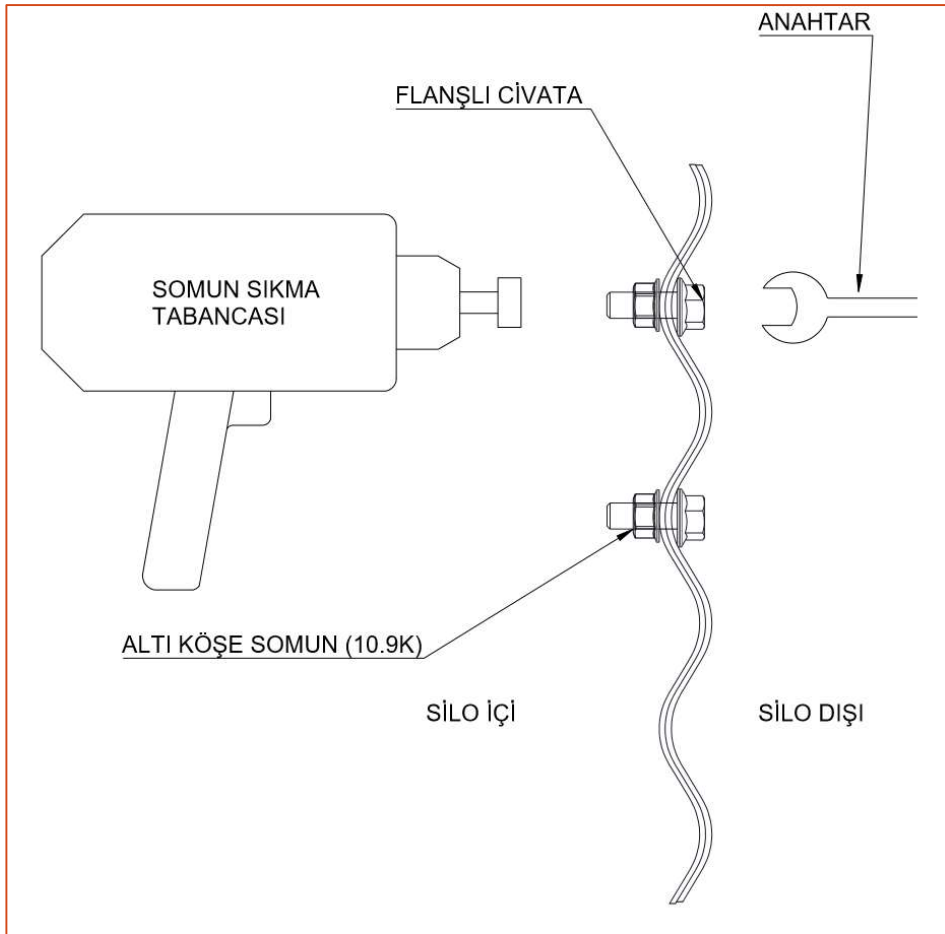 ANAHTAR
FLANŞLI CİVATA
SOMUN SIKMA
TABANCASI
ALTI KÖŞE SOMUN (10.9K)
SİLO İÇİ
SİLO DIŞI